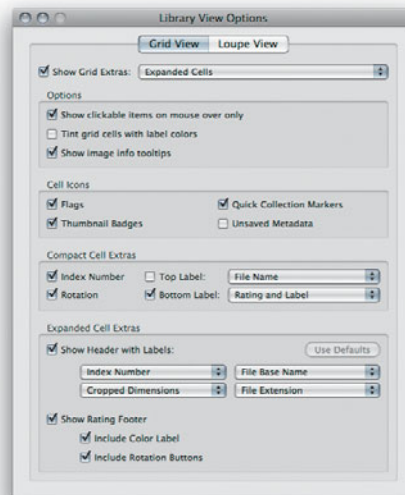 Library View Options
Grid View Loupe View
Show Grid Extras: Expanded Cells
Options
Show clickable items on mouse over only
Tint grid cells with label colors
Show image info tooltips
Cell Icons
Flags Quick Collection Markers
Thumbnail Badges Unsaved Metadata
Compact Cell Extras
Index Number Top Label: File Name
Rotation Bottom Label: Rating and Label
Expanded Cell Extras
Show Header with Labels: Use Defaults
Index Number File Base Name
Cropped Dimensions File Extension
Show Rating Footer
Include Color Label
Include Rotation Buttons